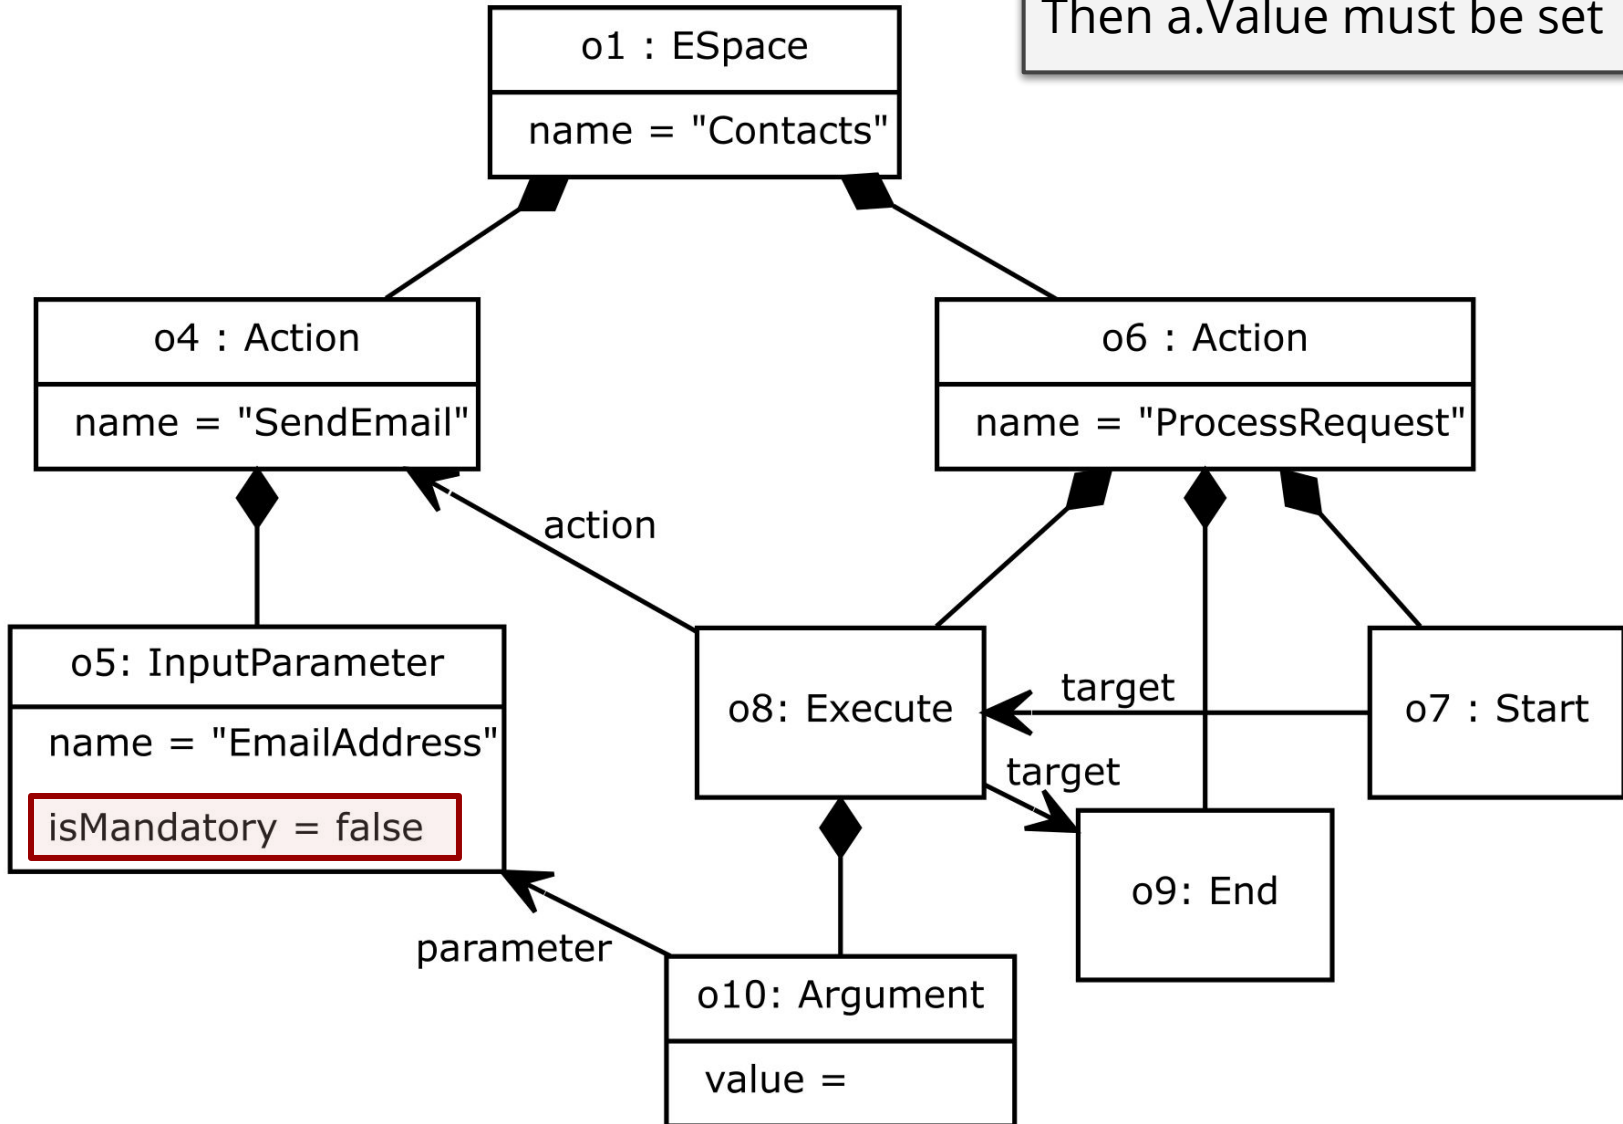 Then a.Value must be set
o1 : ESpace
name = "Contacts"
o4 : Action
name = "SendEmail"
o6 : Action
name = "ProcessRequest"
action
o5: InputParameter
name = "EmailAddress"
isMandatory = false
o8: Execute
target
o7 : Start
target
o9: End
parameter
o10: Argument
value =